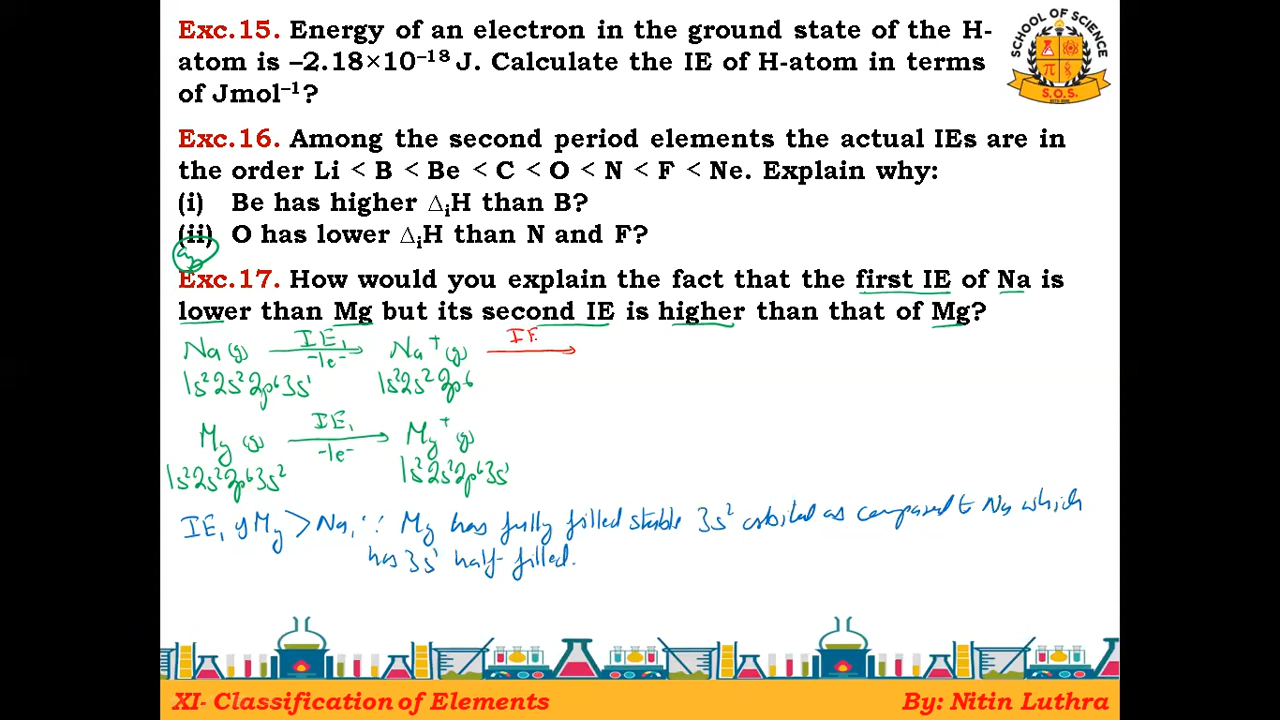 Exc.15. Energy of an electron in the ground state of the H-
atom is –2.18×10⁻¹⁸ J. Calculate the IE of H-atom in terms
of Jmol⁻¹?
SCHOOL OF SCIENCE
S.O.S.
Exc.16. Among the second period elements the actual IEs are in
the order Li < B < Be < C < O < N < F < Ne. Explain why:
(i) Be has higher ΔᵢH than B?
(ii) O has lower ΔᵢH than N and F?
Exc.17. How would you explain the fact that the first IE of Na is
lower than Mg but its second IE is higher than that of Mg?
Na(g) IE₁ -1e⁻ → Na⁺(g) IE →
1s²2s²2p⁶3s¹ 1s²2s²2p⁶
Mg(g) IE₁ -1e⁻ → Mg⁺(g)
1s²2s²2p⁶3s² 1s²2s²2p⁶3s¹
IE₁ of Mg > Na, ∵ Mg has fully filled stable 3s² orbital as compared to Na which
has 3s¹ half-filled.
XI- Classification of Elements
By: Nitin Luthra